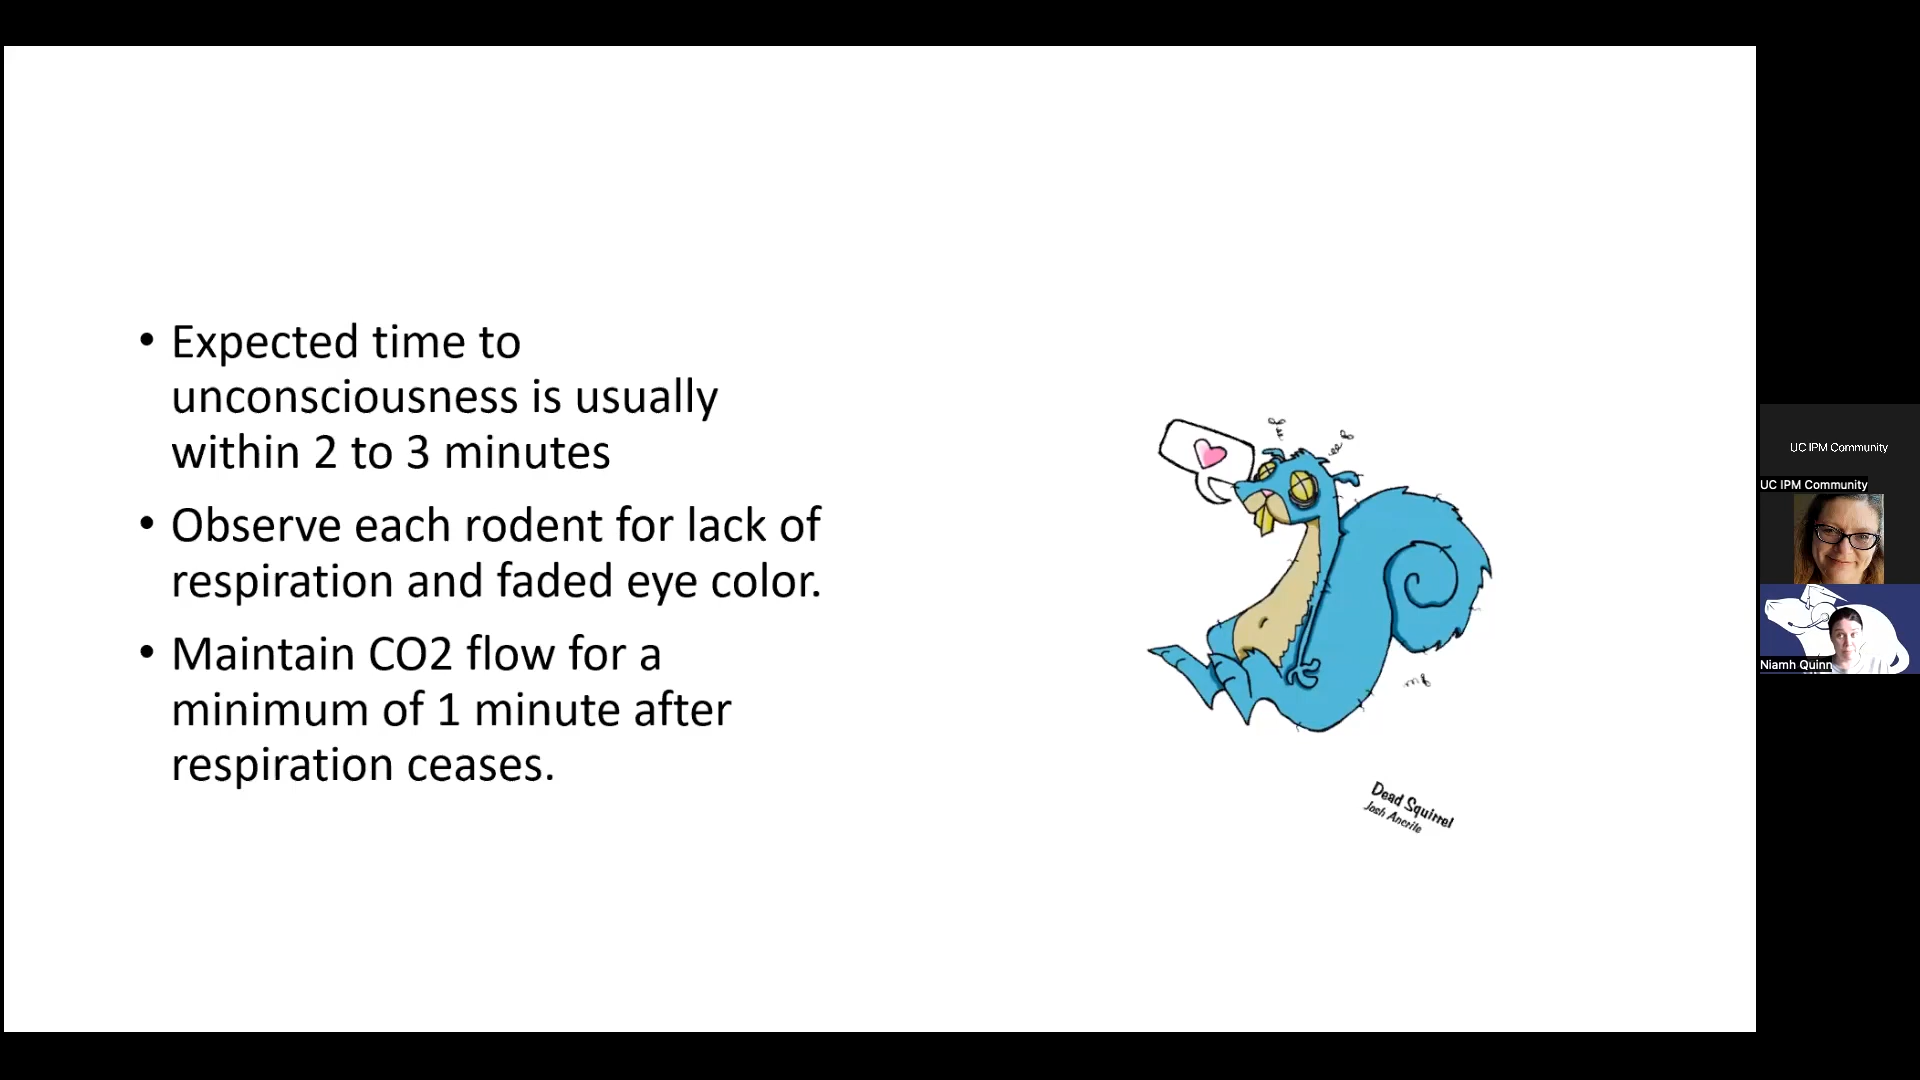 • Expected time to
unconsciousness is usually
within 2 to 3 minutes
• Observe each rodent for lack of
respiration and faded eye color.
• Maintain CO2 flow for a
minimum of 1 minute after
respiration ceases.
Dead Squirrel
Josh Ancrile
UC IPM Community
UC IPM Community
Niamh Quinn